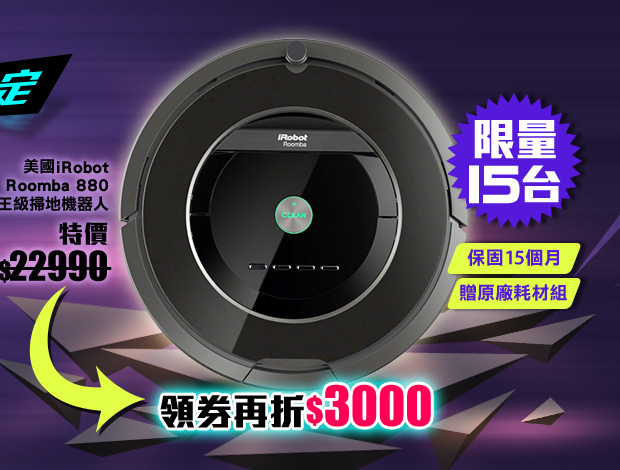 定
美國iRobot
Roomba 880
王級掃地機器人
特價
$22990
iRobot
Roomba
CLEAN
限量
15台
保固15個月
贈原廠耗材組
領券再折$3000